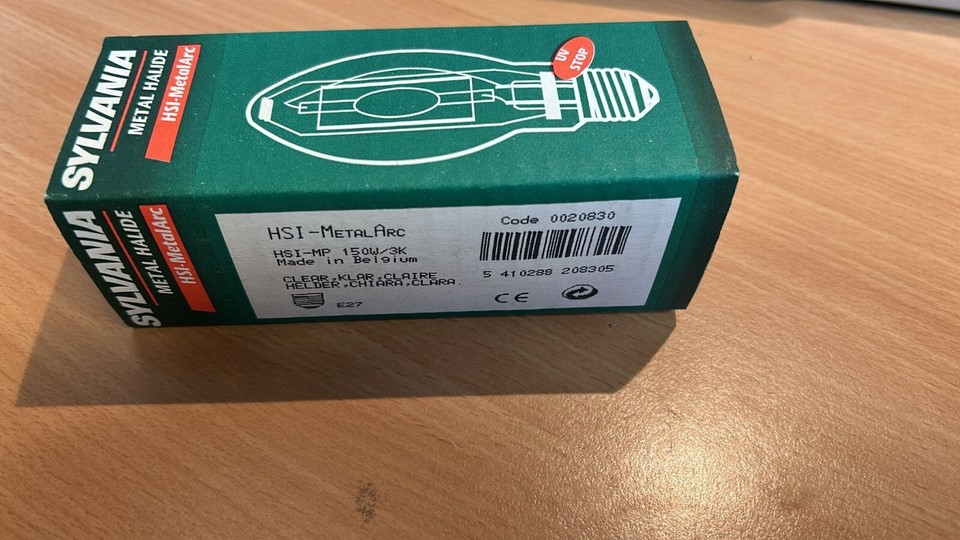 SYLVANIA
METAL HALIDE
HSI-MetalArc
UV
STOP
SYLVANIA
METAL HALIDE
HSI-MetalArc
HSI-METALARC
HSI-MP 150W/3K
Made in Belgium
CLEAR,KLAR,CLAIRE
HELDER,CHIARA,CLARA.
E27
Code 0020830
5 410288 208305
CE